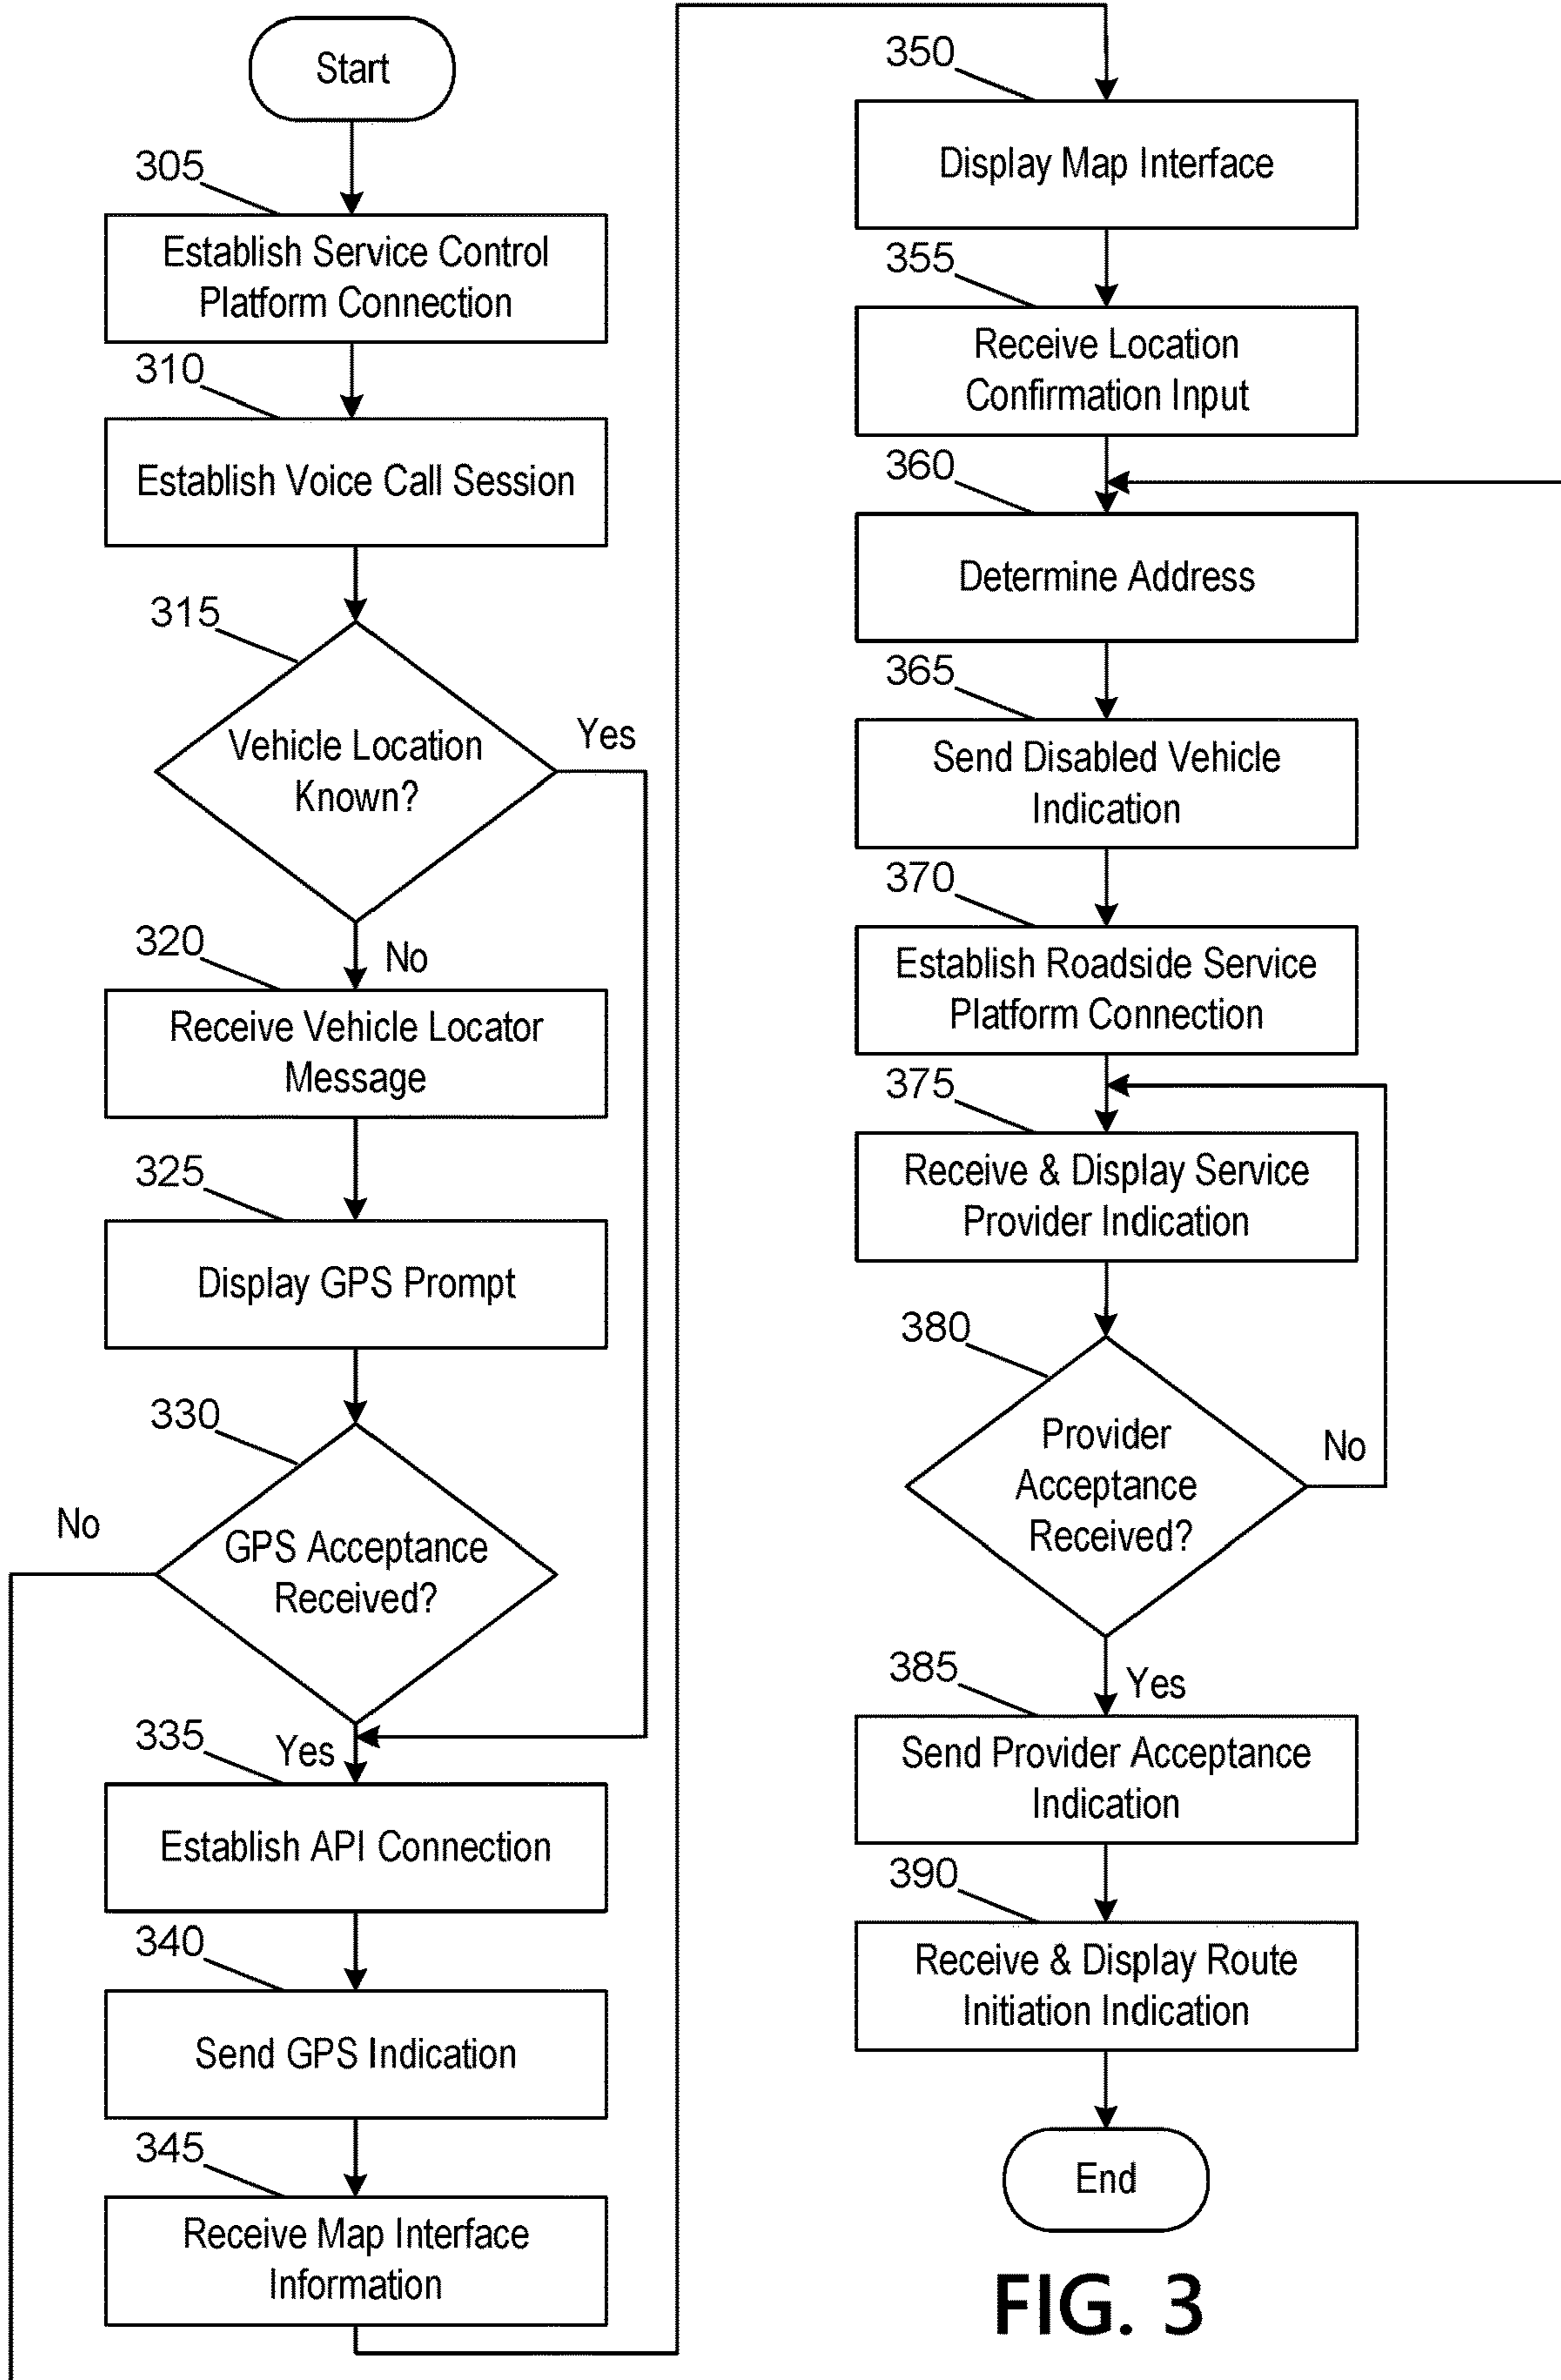 Start
305
Establish Service Control
Platform Connection
310
Establish Voice Call Session
315
Vehicle Location
Known?
Yes
No
320
Receive Vehicle Locator
Message
325
Display GPS Prompt
330
GPS Acceptance
Received?
No
Yes
335
Establish API Connection
340
Send GPS Indication
345
Receive Map Interface
Information
350
Display Map Interface
355
Receive Location
Confirmation Input
360
Determine Address
365
Send Disabled Vehicle
Indication
370
Establish Roadside Service
Platform Connection
375
Receive & Display Service
Provider Indication
380
Provider
Acceptance
Received?
No
Yes
385
Send Provider Acceptance
Indication
390
Receive & Display Route
Initiation Indication
End
FIG. 3